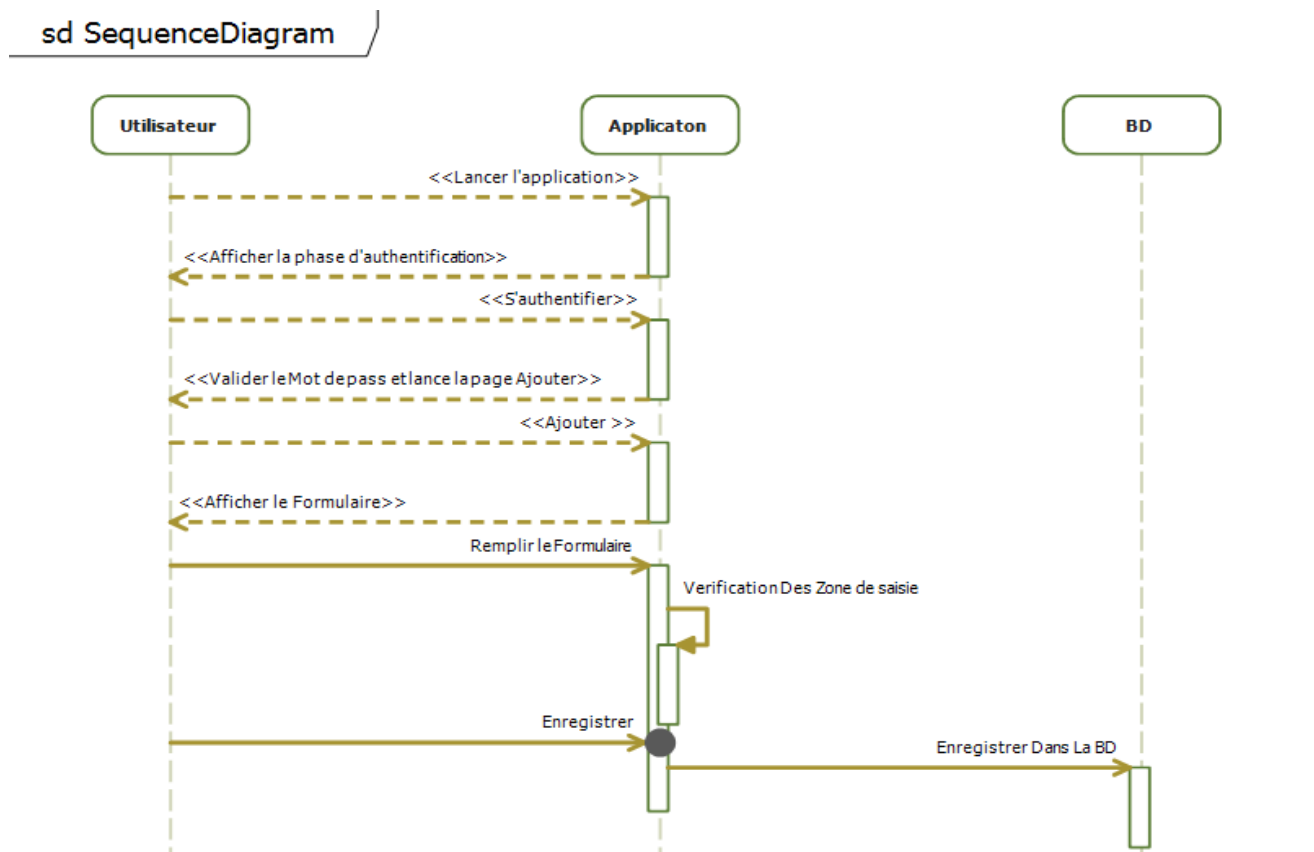 sd SequenceDiagram
Utilisateur
Applicaton
BD
<<Lancer l'application>>
<<Afficher la phase d'authentification>>
<<S'authentifier>>
<<Valider le Mot de pass et lance la page Ajouter>>
<<Ajouter >>
<<Afficher le Formulaire>>
Remplir le Formulaire
Verification Des Zone de saisie
Enregistrer
Enregistrer Dans La BD